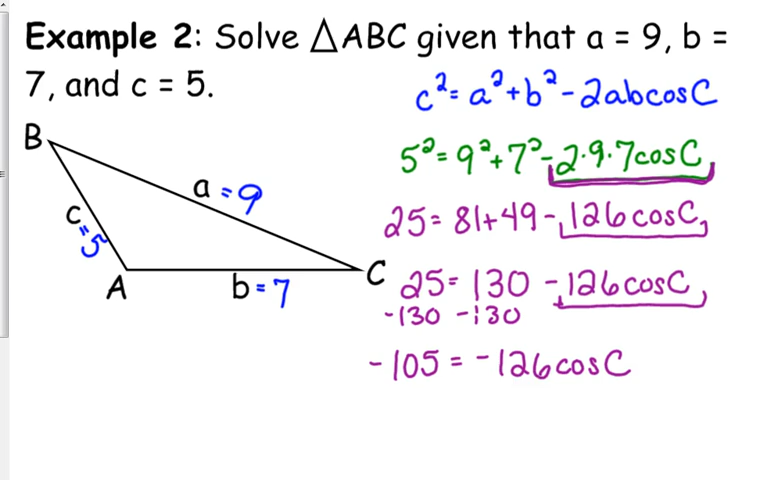 Example 2: Solve △ABC given that a = 9, b =
7, and c = 5.
c² = a² + b² - 2abcosC
B
5² = 9² + 7² - 2·9·7cosC
a = 9
c = 5
25 = 81 + 49 - 126cosC
A
b = 7
C
25 = 130 - 126cosC
-130 -130
-105 = -126cosC